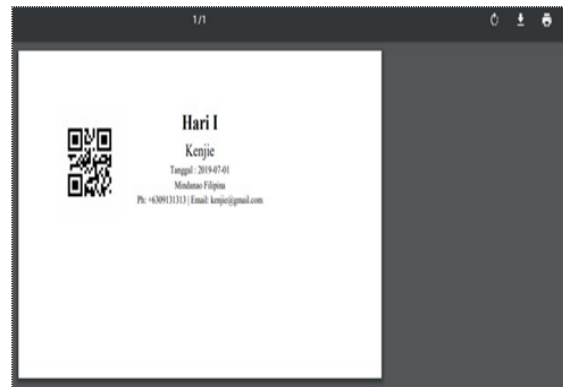 1/1
Hari I
Kenjie
Tanggal : 2019-07-01
Mindanao Filipina
Ph: +6309131313 | Email: kenjie@gmail.com